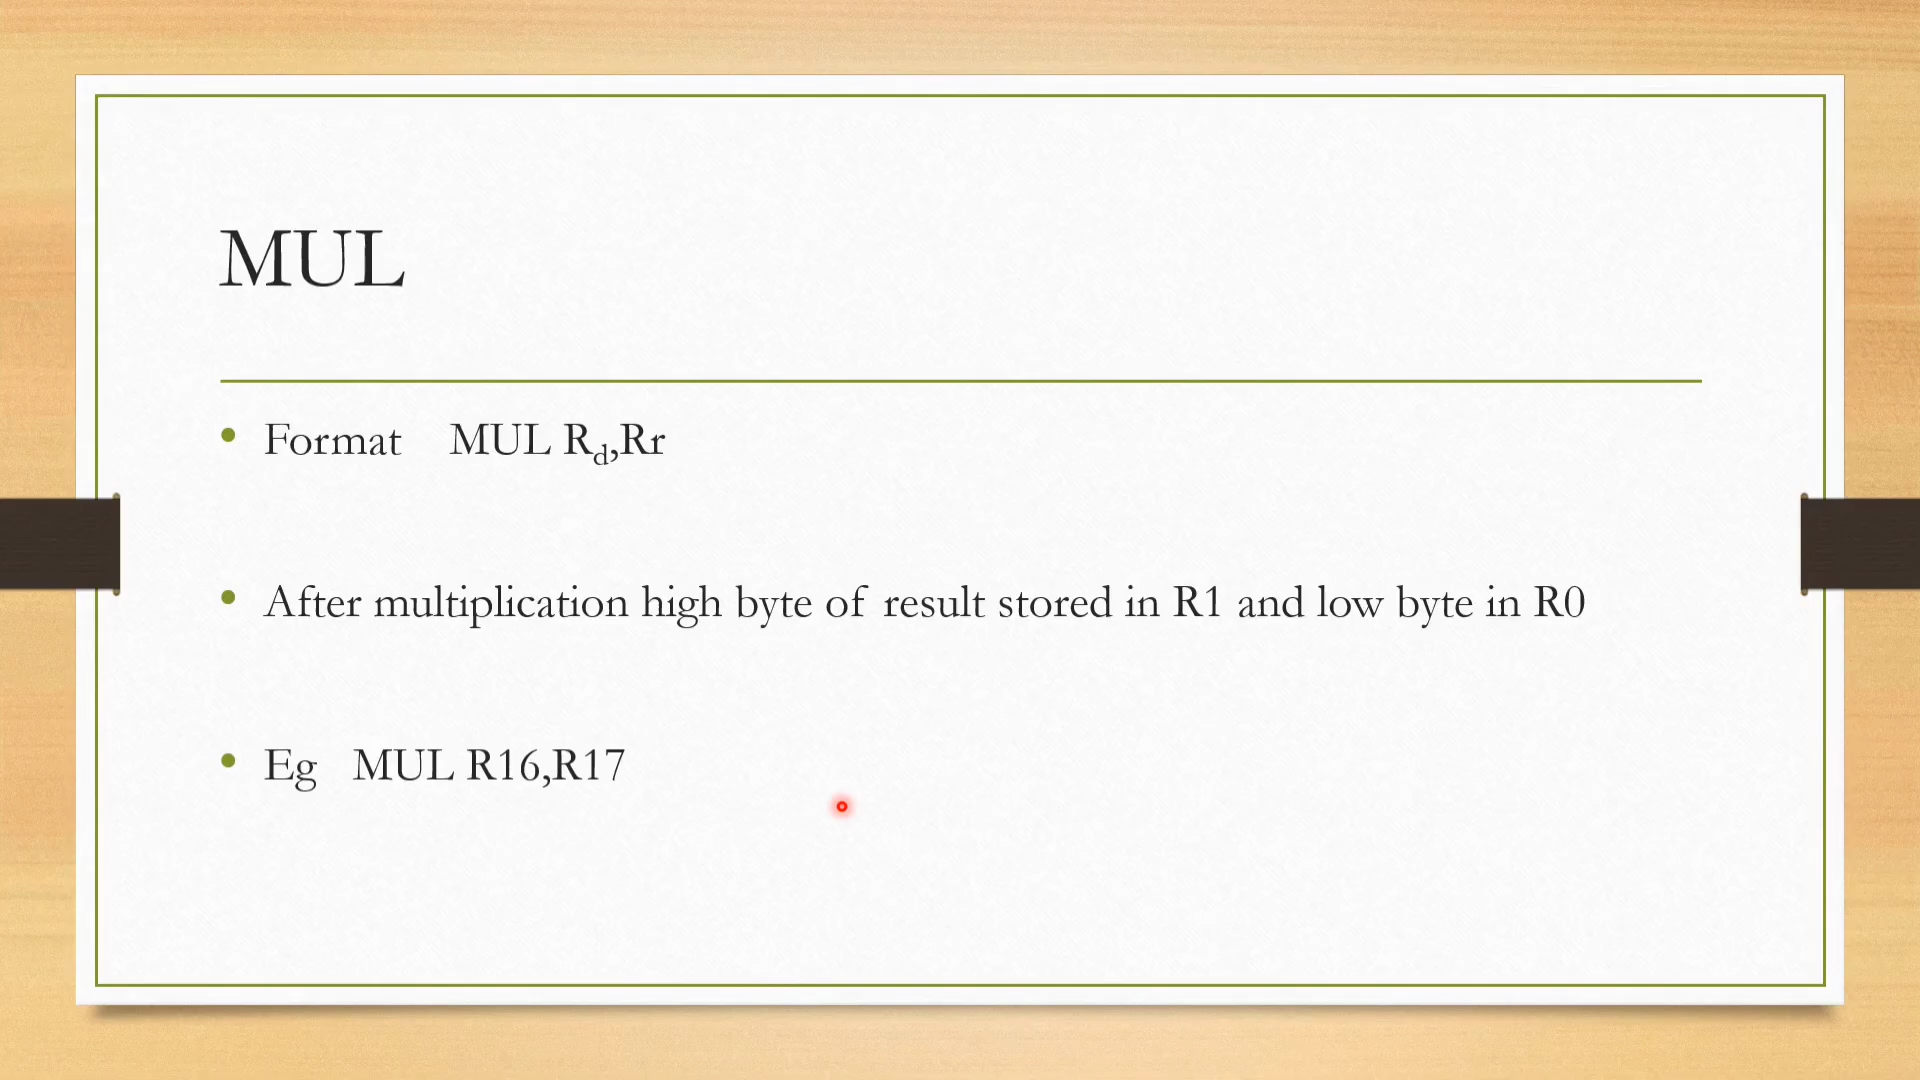 MUL
• Format MUL Rd,Rr
• After multiplication high byte of result stored in R1 and low byte in R0
• Eg MUL R16,R17